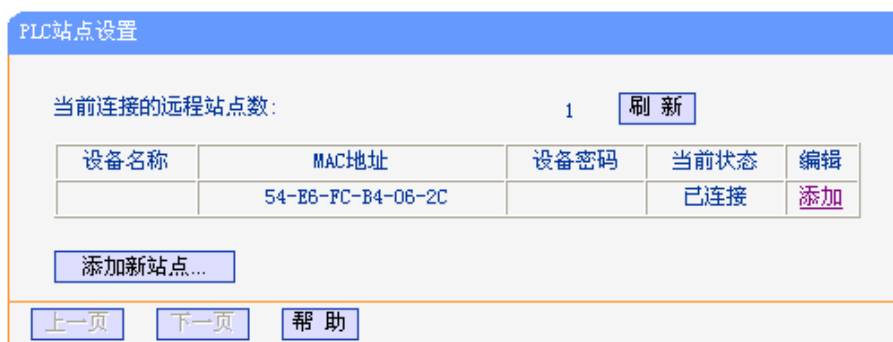 PLC站点设置
当前连接的远程站点数: 1 刷 新
设备名称 MAC地址 设备密码 当前状态 编辑
54-E6-FC-B4-06-2C 已连接 添加
添加新站点...
上一页 下一页 帮 助